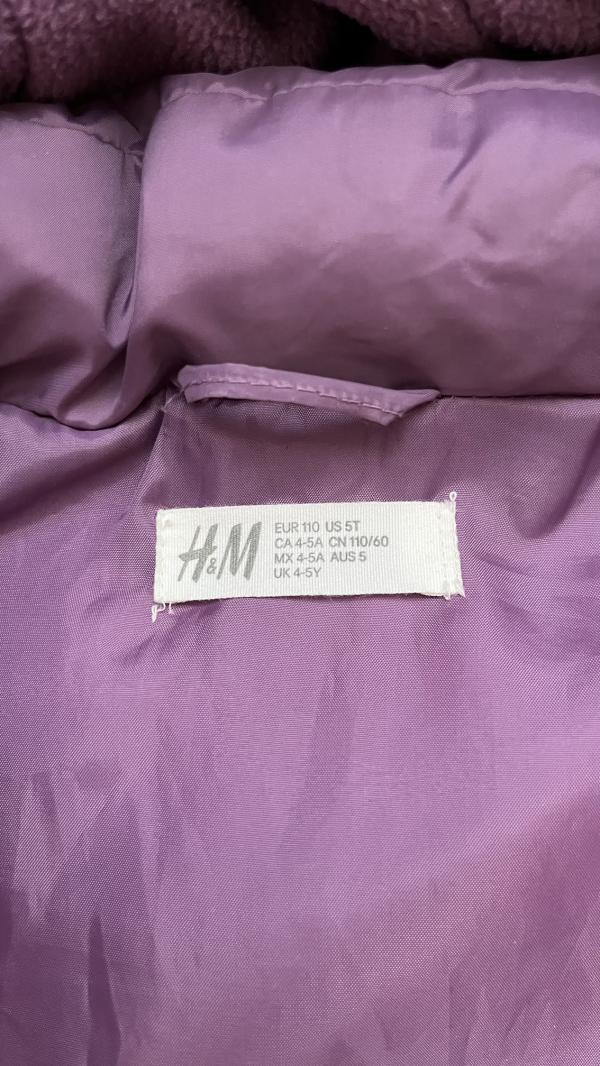 H&M
EUR 110 US 5T
CA 4-5A CN 110/60
MX 4-5A AUS 5
UK 4-5Y